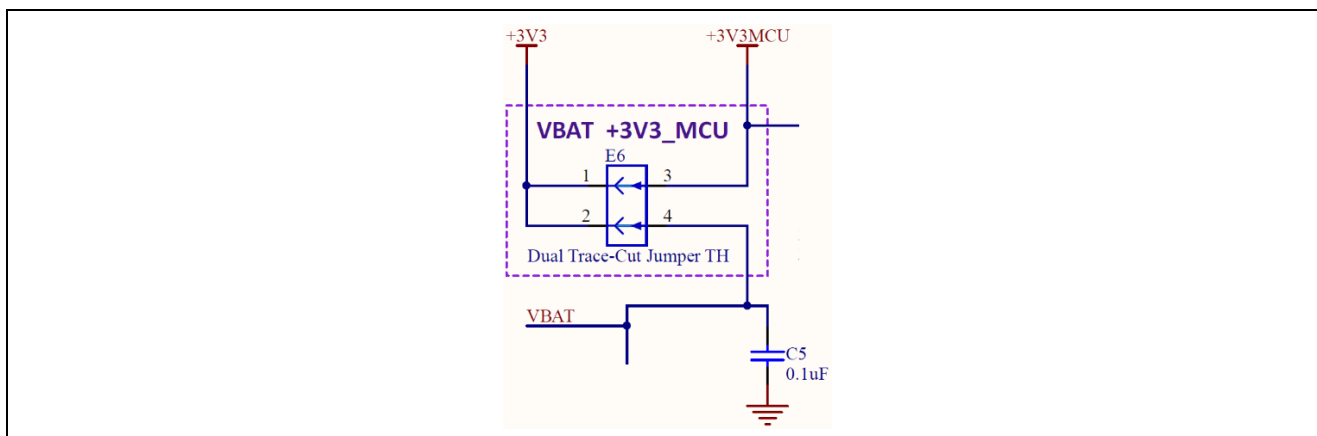 +3V3 +3V3MCU
VBAT +3V3_MCU
E6
1 3
2 4
Dual Trace-Cut Jumper TH
VBAT
C5
0.1uF